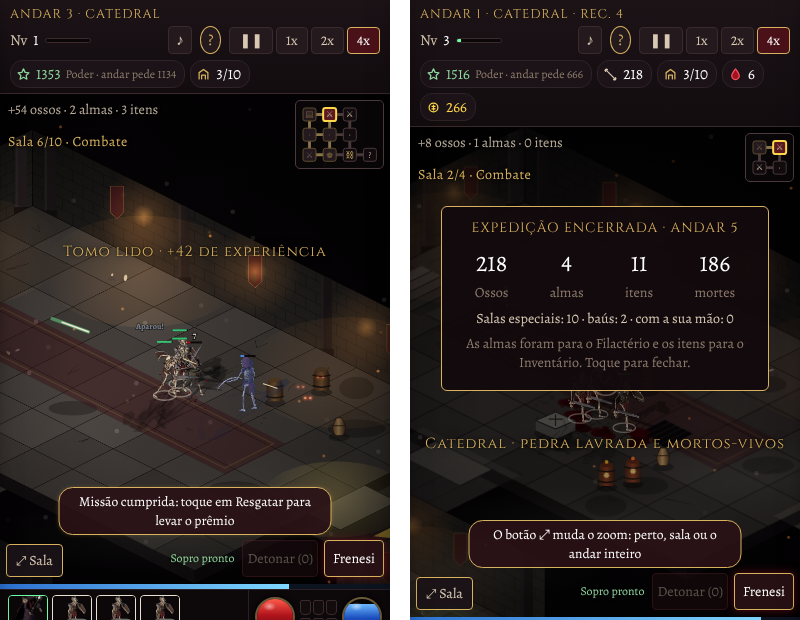 ANDAR 3 · CATEDRAL
Nv 1
♪ ? ❚❚ 1x 2x 4x
1353 Poder · andar pede 1134
3/10
+54 ossos · 2 almas · 3 itens
Sala 6/10 · Combate
?
TOMO LIDO · +42 DE EXPERIÊNCIA
Aparou!
7
Missão cumprida: toque em Resgatar para
levar o prêmio
⤢ Sala
Sopro pronto
Detonar (0)
Frenesi
ANDAR 1 · CATEDRAL · REC. 4
Nv 3
♪ ? ❚❚ 1x 2x 4x
1516 Poder · andar pede 666
218
3/10
6
266
+8 ossos · 1 almas · 0 itens
Sala 2/4 · Combate
EXPEDIÇÃO ENCERRADA · ANDAR 5
218 4 11 186
Ossos almas itens mortes
Salas especiais: 10 · baús: 2 · com a sua mão: 0
As almas foram para o Filactério e os itens para o
Inventário. Toque para fechar.
CATEDRAL · PEDRA LAVRADA E MORTOS-VIVOS
O botão ⤢ muda o zoom: perto, sala ou o
andar inteiro
⤢ Sala
Sopro pronto
Detonar (0)
Frenesi